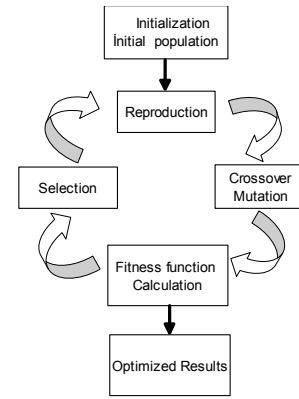 Initialization
İnitial population
Reproduction
Selection
Crossover
Mutation
Fitness function
Calculation
Optimized Results